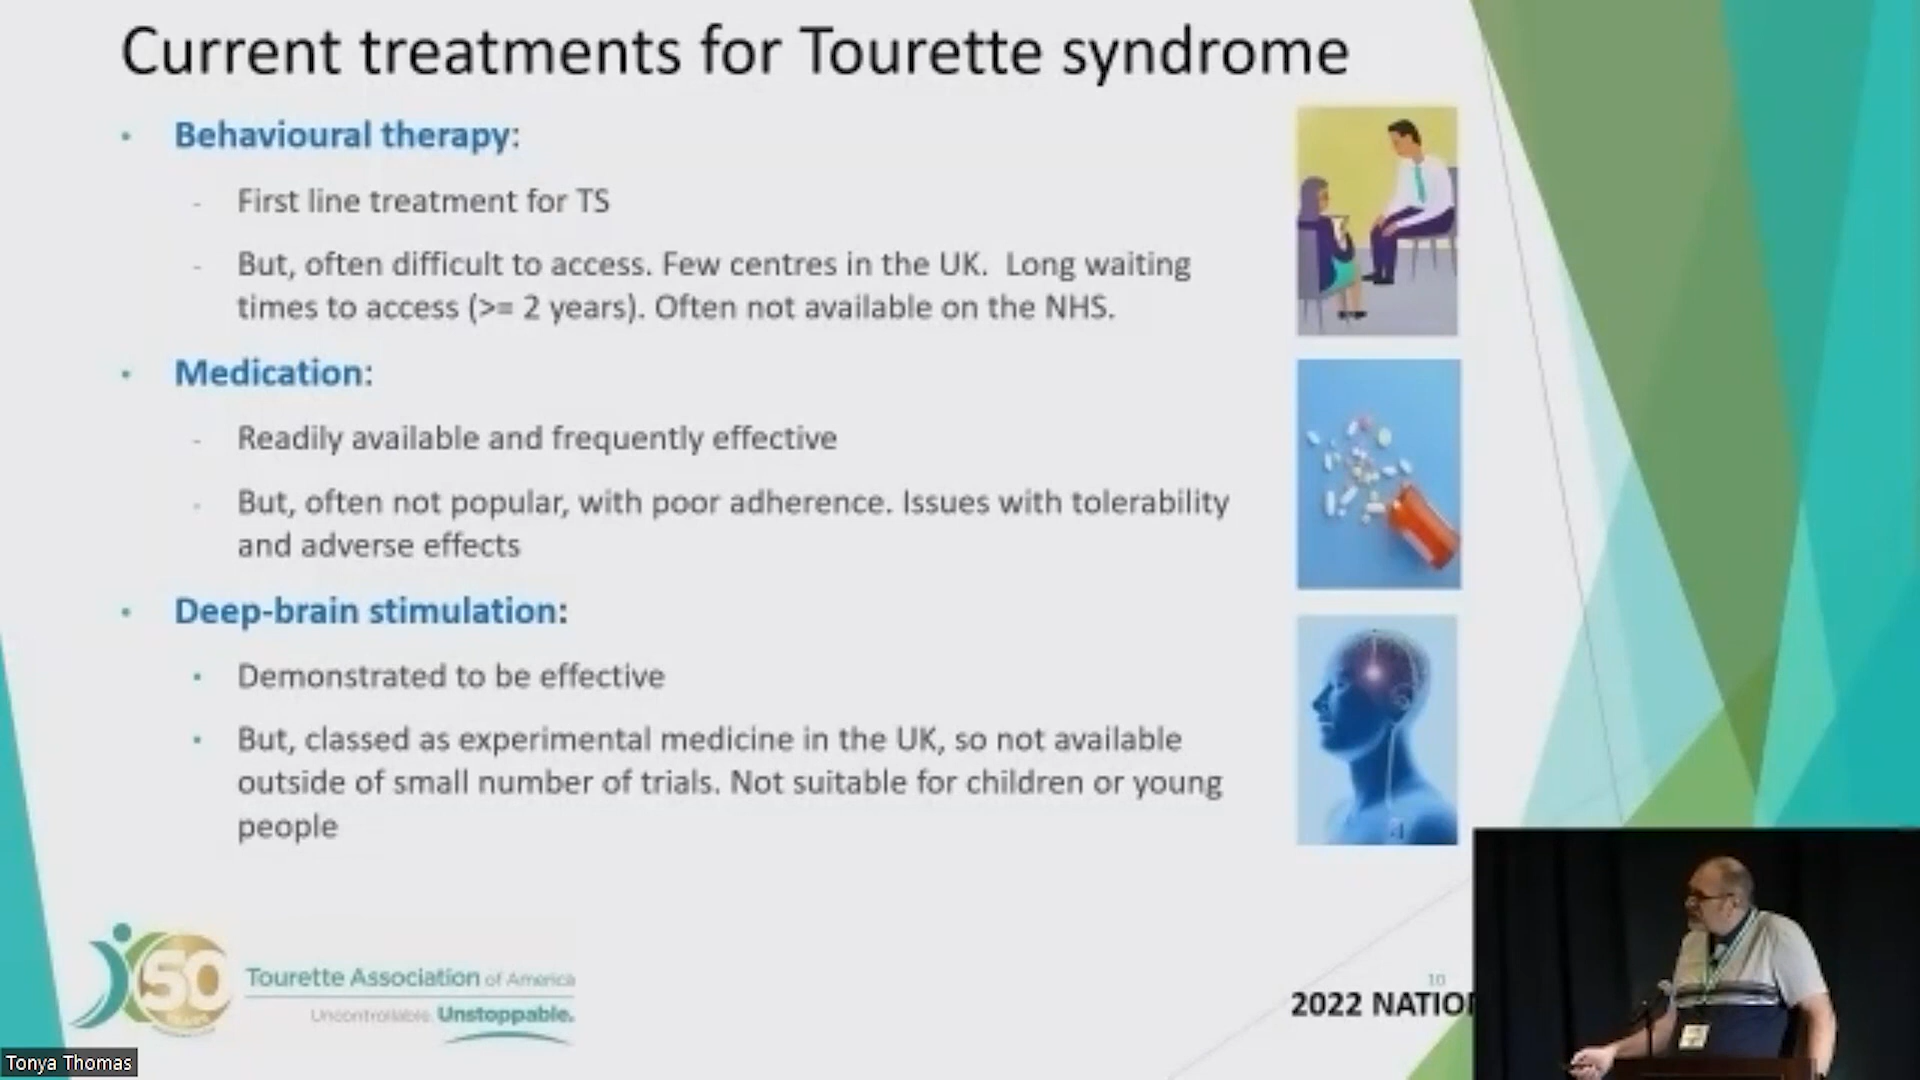 Current treatments for Tourette syndrome
• Behavioural therapy:
- First line treatment for TS
- But, often difficult to access. Few centres in the UK.  Long waiting
times to access (>= 2 years). Often not available on the NHS.
• Medication:
- Readily available and frequently effective
- But, often not popular, with poor adherence. Issues with tolerability
and adverse effects
• Deep-brain stimulation:
• Demonstrated to be effective
• But, classed as experimental medicine in the UK, so not available
outside of small number of trials. Not suitable for children or young
people
50
Tourette Association of America
Uncontrollable. Unstoppable.
10
2022 NATIO
Tonya Thomas